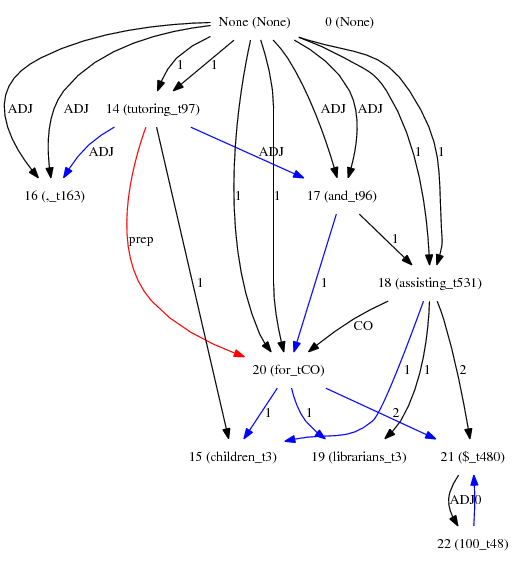 None (None) 0 (None)
1 1
ADJ ADJ 14 (tutoring_t97) ADJ ADJ
ADJ ADJ 1 1
16 (,_t163) 1 1 17 (and_t96)
prep 1
1 18 (assisting_t531)
CO
20 (for_tCO) 1 1 2
1 1 2
15 (children_t3) 19 (librarians_t3) 21 ($_t480)
ADJ0
22 (100_t48)